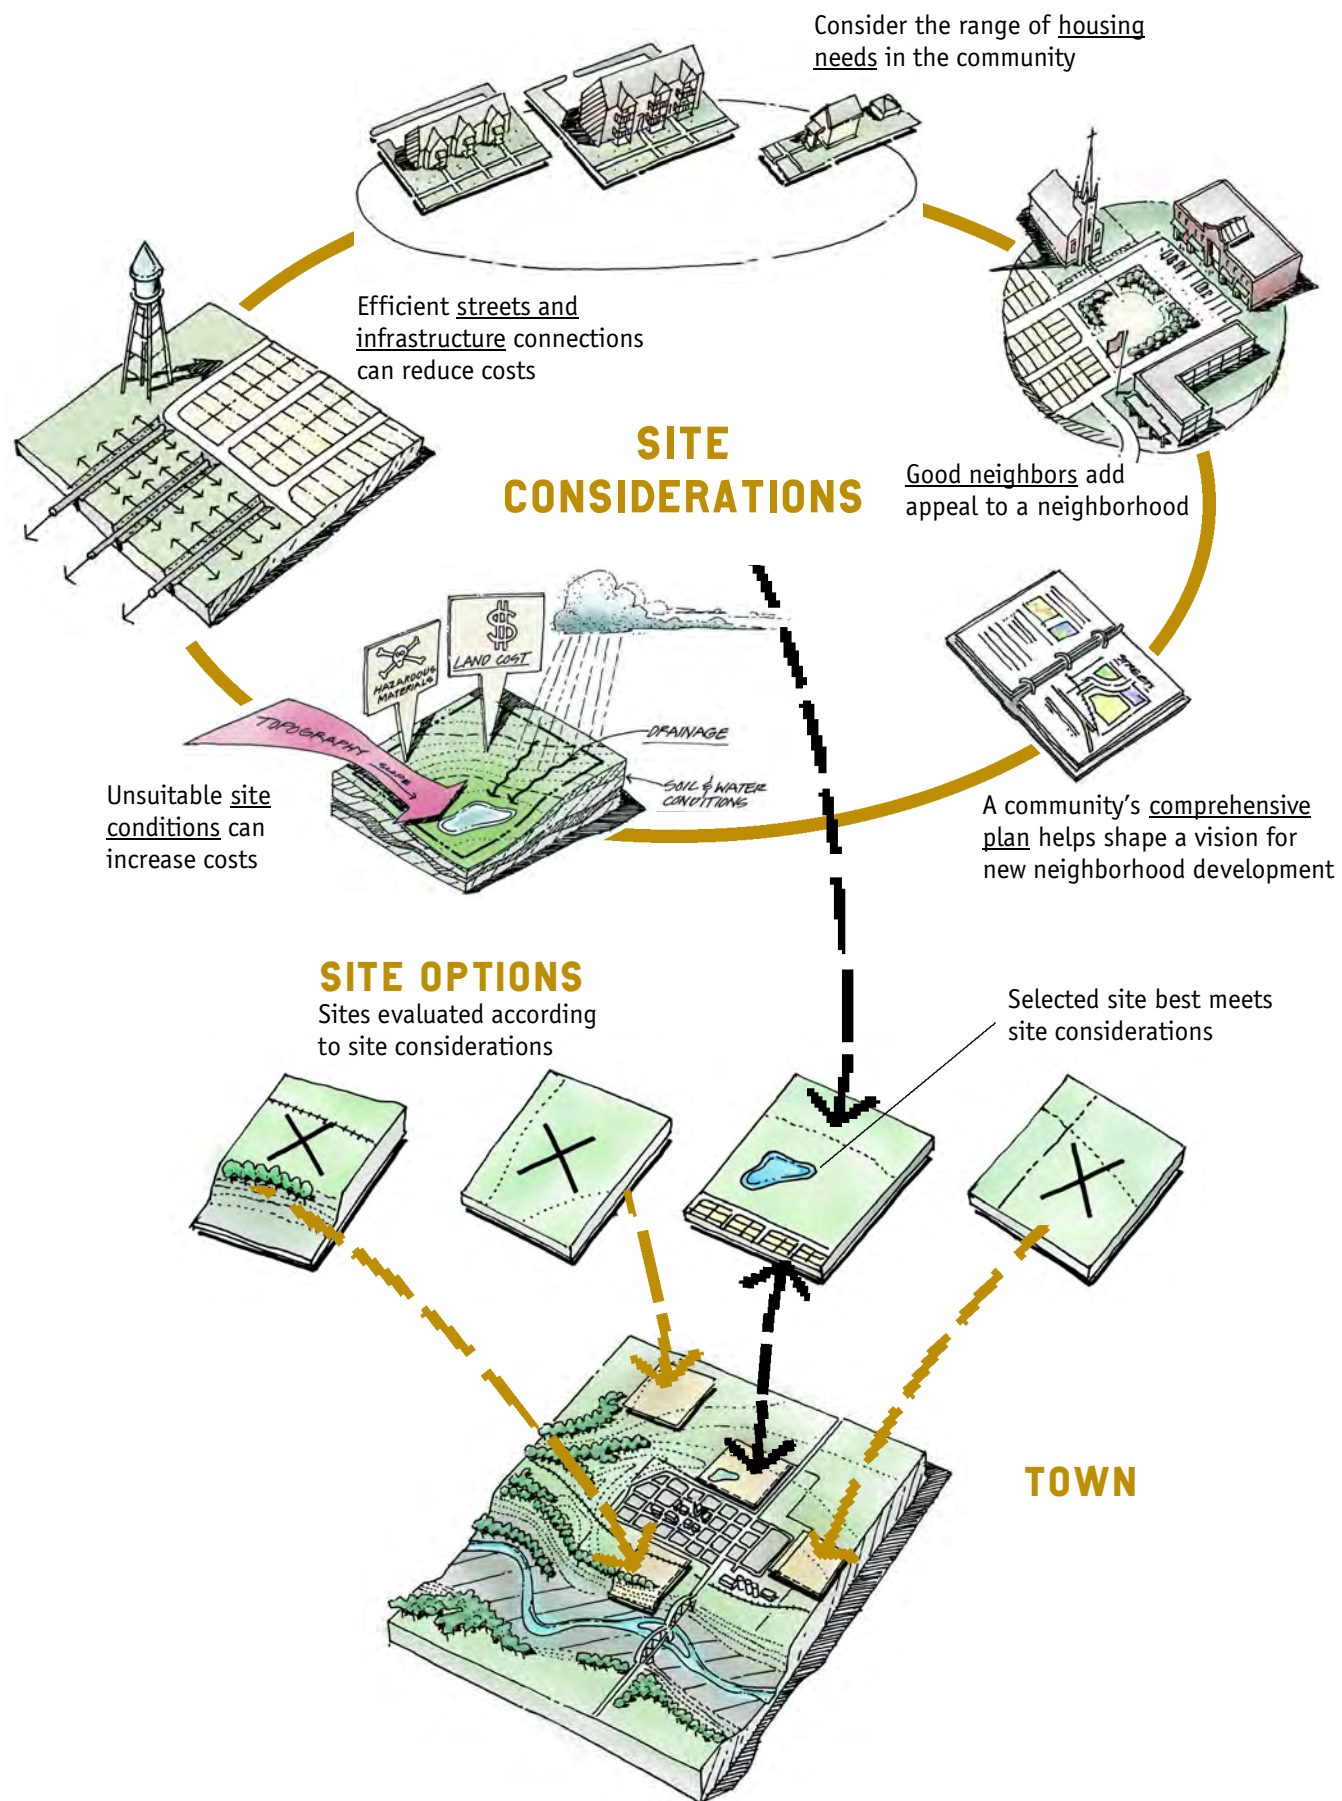 Consider the range of housing
needs in the community
Efficient streets and
infrastructure connections
can reduce costs
SITE
CONSIDERATIONS
Good neighbors add
appeal to a neighborhood
HAZARDOUS
MATERIALS
$
LAND COST
TOPOGRAPHY
SLOPE
DRAINAGE
SOIL & WATER
CONDITIONS
Unsuitable site
conditions can
increase costs
STREET
A community’s comprehensive
plan helps shape a vision for
new neighborhood development
SITE OPTIONS
Sites evaluated according
to site considerations
Selected site best meets
site considerations
TOWN